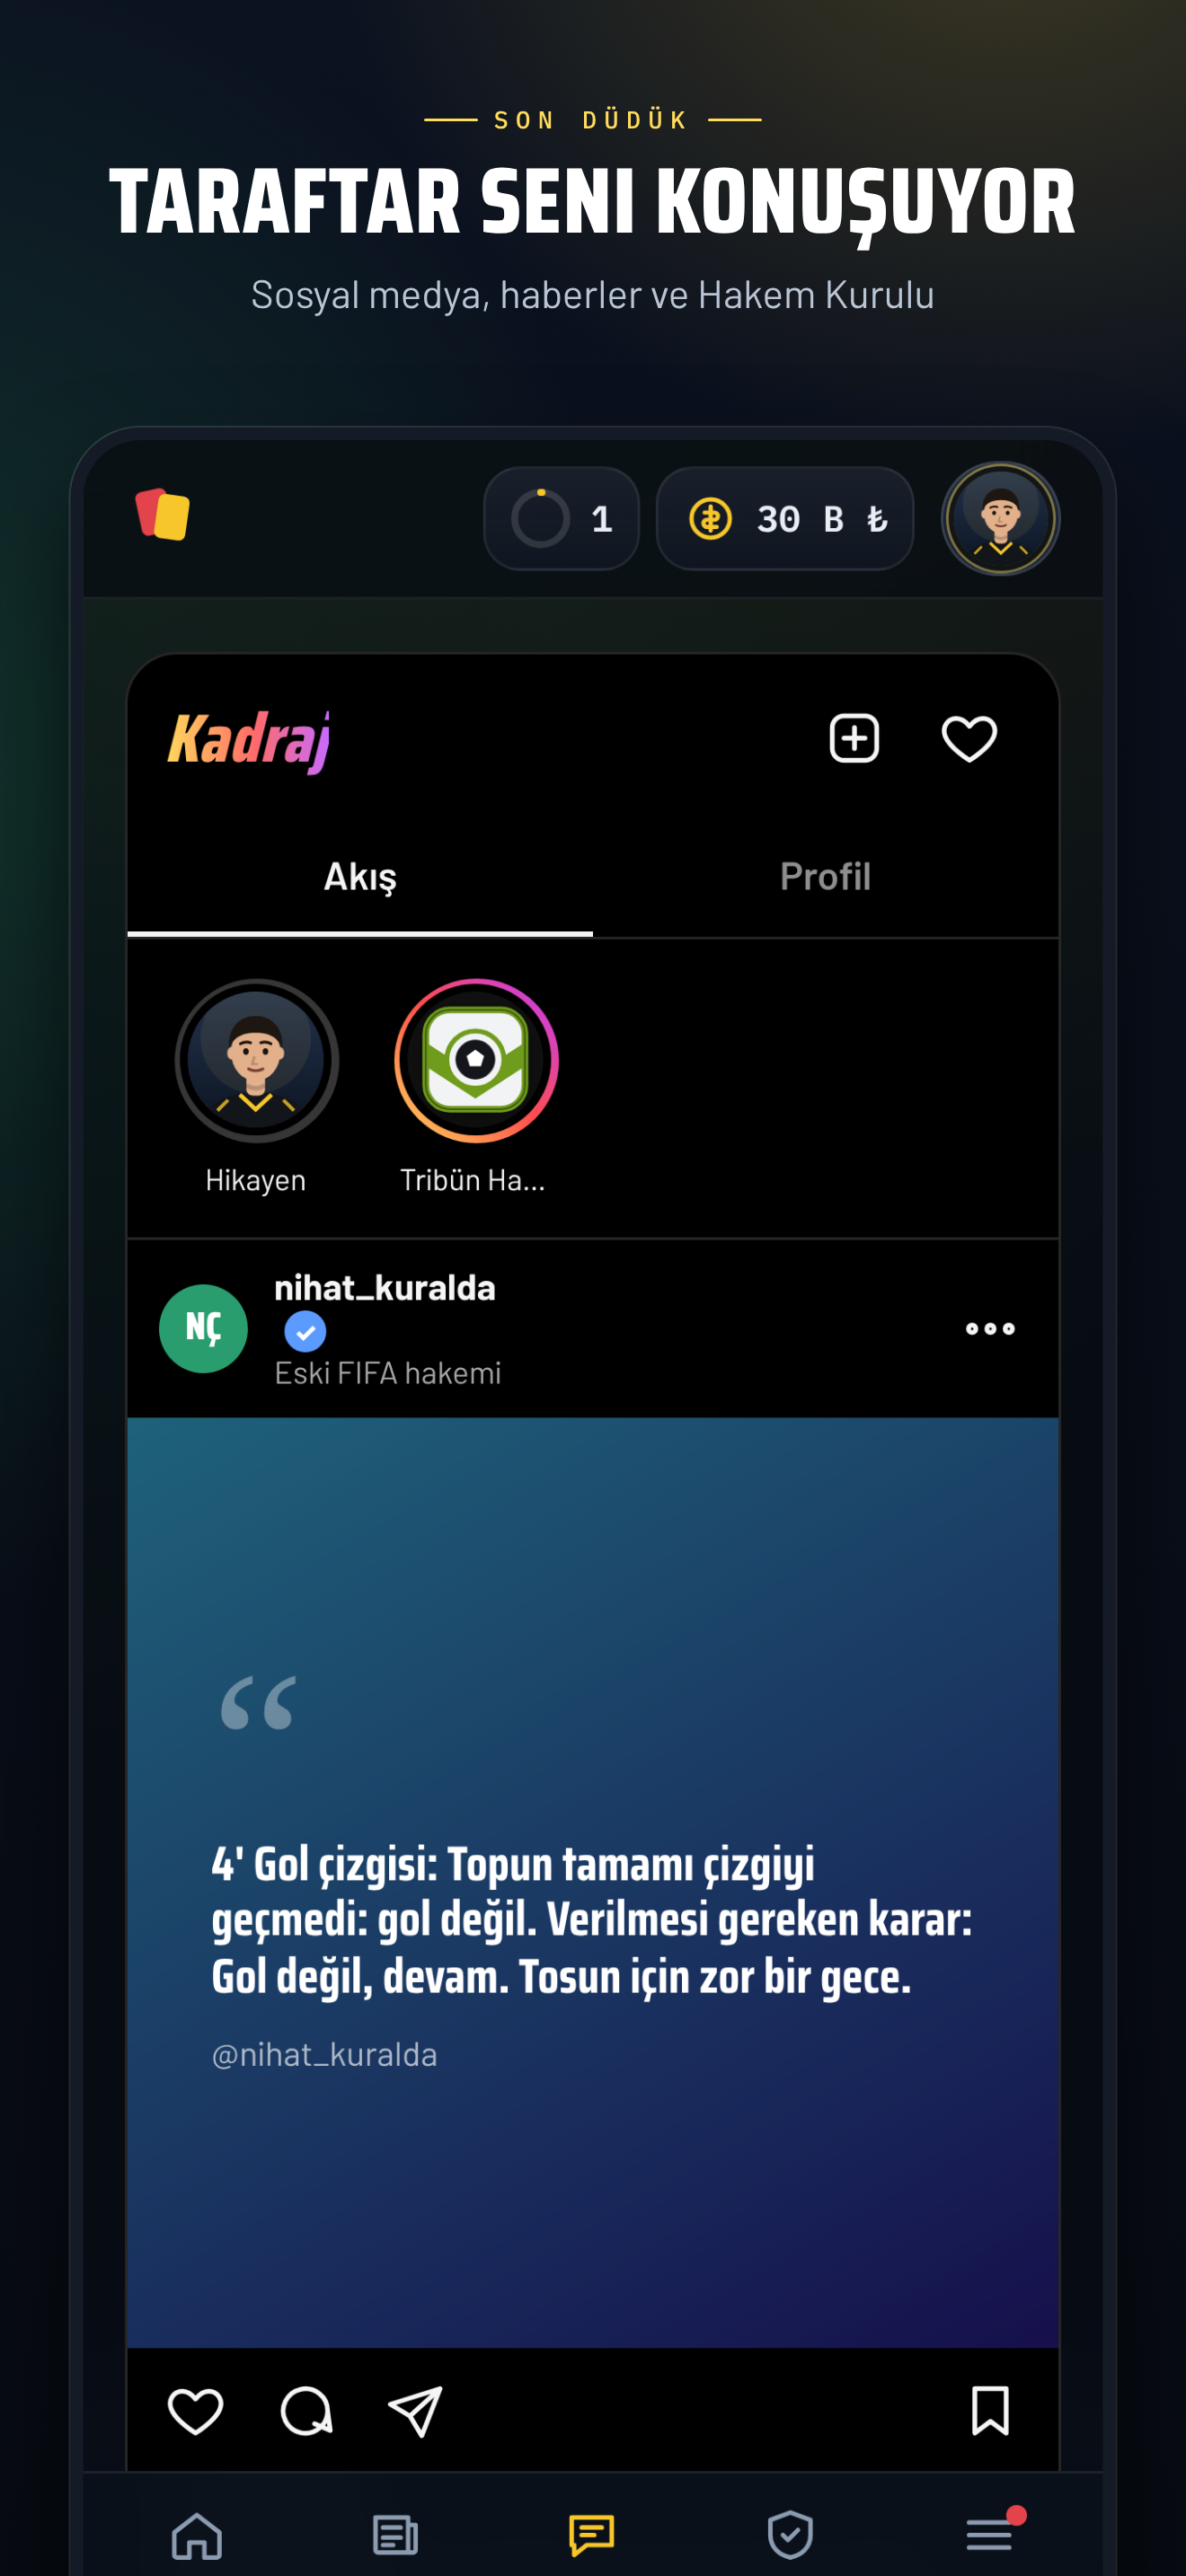 SON DÜDÜK
TARAFTAR SENI KONUŞUYOR
Sosyal medya, haberler ve Hakem Kurulu
1
30 B ₺
Kadraj
Akış
Profil
Hikayen
Tribün Ha...
nihat_kuralda
NÇ
Eski FIFA hakemi
“
4' Gol çizgisi: Topun tamamı çizgiyi
geçmedi: gol değil. Verilmesi gereken karar:
Gol değil, devam. Tosun için zor bir gece.
@nihat_kuralda